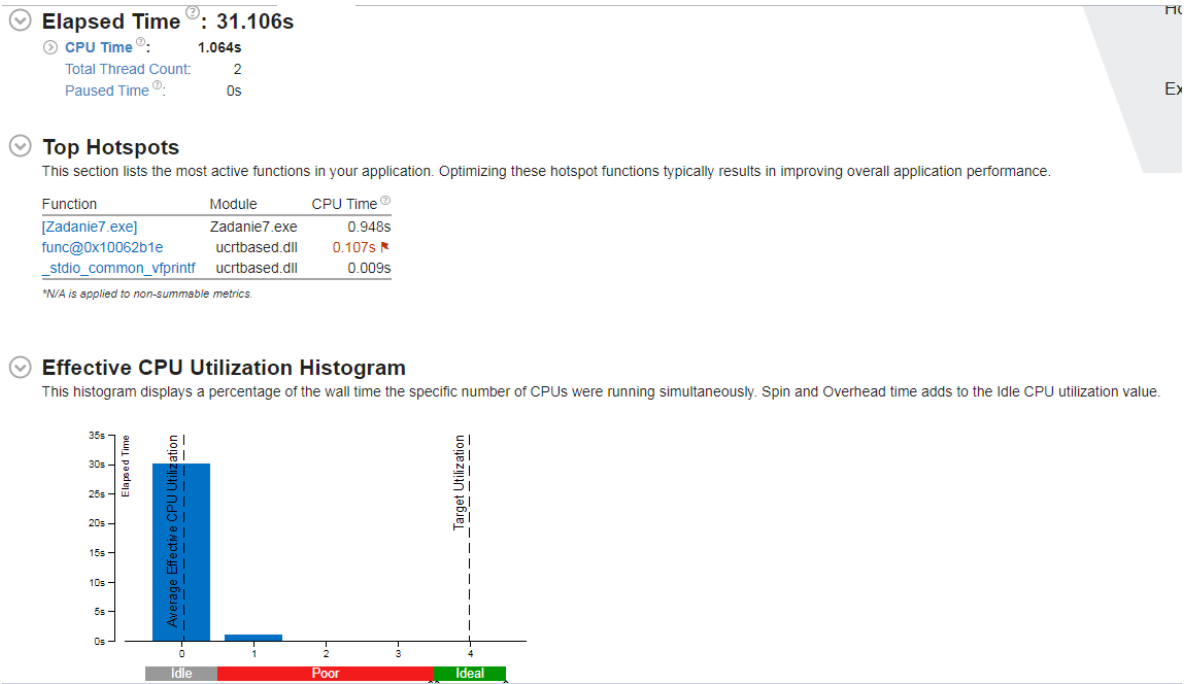 Elapsed Time ?: 31.106s
CPU Time ?: 1.064s
Total Thread Count: 2
Paused Time ?: 0s
Top Hotspots
This section lists the most active functions in your application. Optimizing these hotspot functions typically results in improving overall application performance.
Function Module CPU Time ?
[Zadanie7.exe] Zadanie7.exe 0.948s
func@0x10062b1e ucrtbased.dll 0.107s
_stdio_common_vfprintf ucrtbased.dll 0.009s
*N/A is applied to non-summable metrics.
Effective CPU Utilization Histogram
This histogram displays a percentage of the wall time the specific number of CPUs were running simultaneously. Spin and Overhead time adds to the Idle CPU utilization value.
Elapsed Time
35s
30s
25s
20s
15s
10s
5s
0s
Average Effective CPU Utilization
Target Utilization
0 1 2 3 4
Idle Poor Ideal